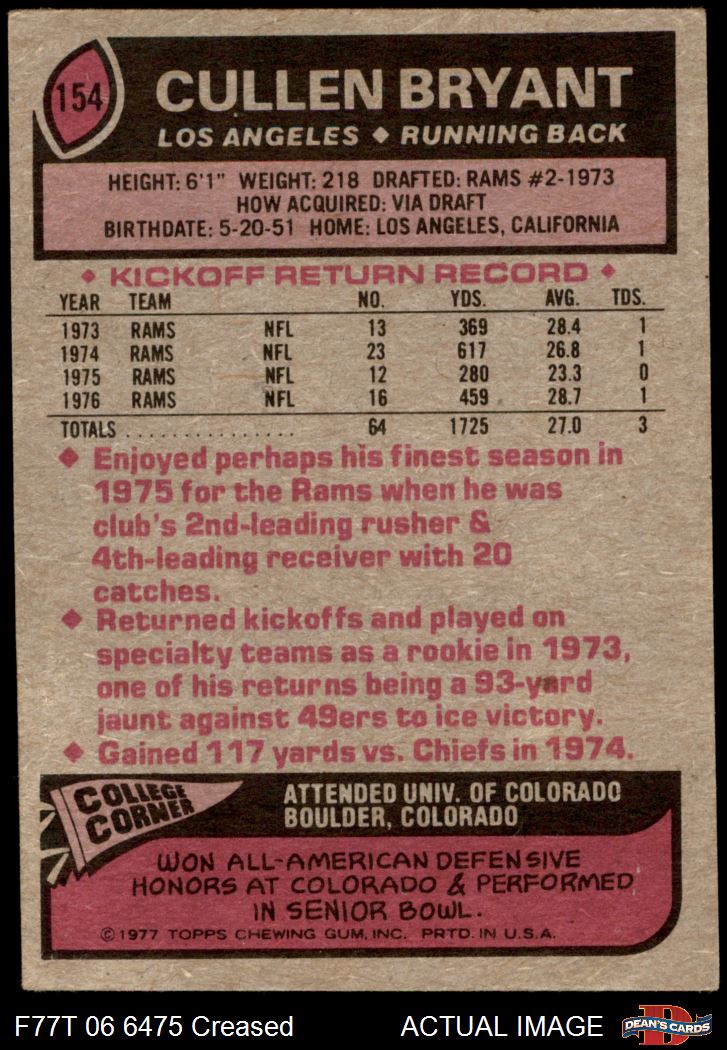 154
CULLEN BRYANT
LOS ANGELES ◆ RUNNING BACK
HEIGHT: 6'1" WEIGHT: 218 DRAFTED: RAMS #2-1973
HOW ACQUIRED: VIA DRAFT
BIRTHDATE: 5-20-51 HOME: LOS ANGELES, CALIFORNIA
◆ KICKOFF RETURN RECORD ◆
YEAR TEAM NO. YDS. AVG. TDS.
1973 RAMS NFL 13 369 28.4 1
1974 RAMS NFL 23 617 26.8 1
1975 RAMS NFL 12 280 23.3 0
1976 RAMS NFL 16 459 28.7 1
TOTALS . . . . . . . . . . . . . . . 64 1725 27.0 3
◆ Enjoyed perhaps his finest season in
1975 for the Rams when he was
club's 2nd-leading rusher &
4th-leading receiver with 20
catches.
◆ Returned kickoffs and played on
specialty teams as a rookie in 1973,
one of his returns being a 93-yard
jaunt against 49ers to ice victory.
◆ Gained 117 yards vs. Chiefs in 1974.
COLLEGE
CORNER
ATTENDED UNIV. OF COLORADO
BOULDER, COLORADO
WON ALL-AMERICAN DEFENSIVE
HONORS AT COLORADO & PERFORMED
IN SENIOR BOWL.
© 1977 TOPPS CHEWING GUM, INC. PRTD. IN U.S.A.
F77T 06 6475 Creased ACTUAL IMAGE
D
DEAN'S CARDS